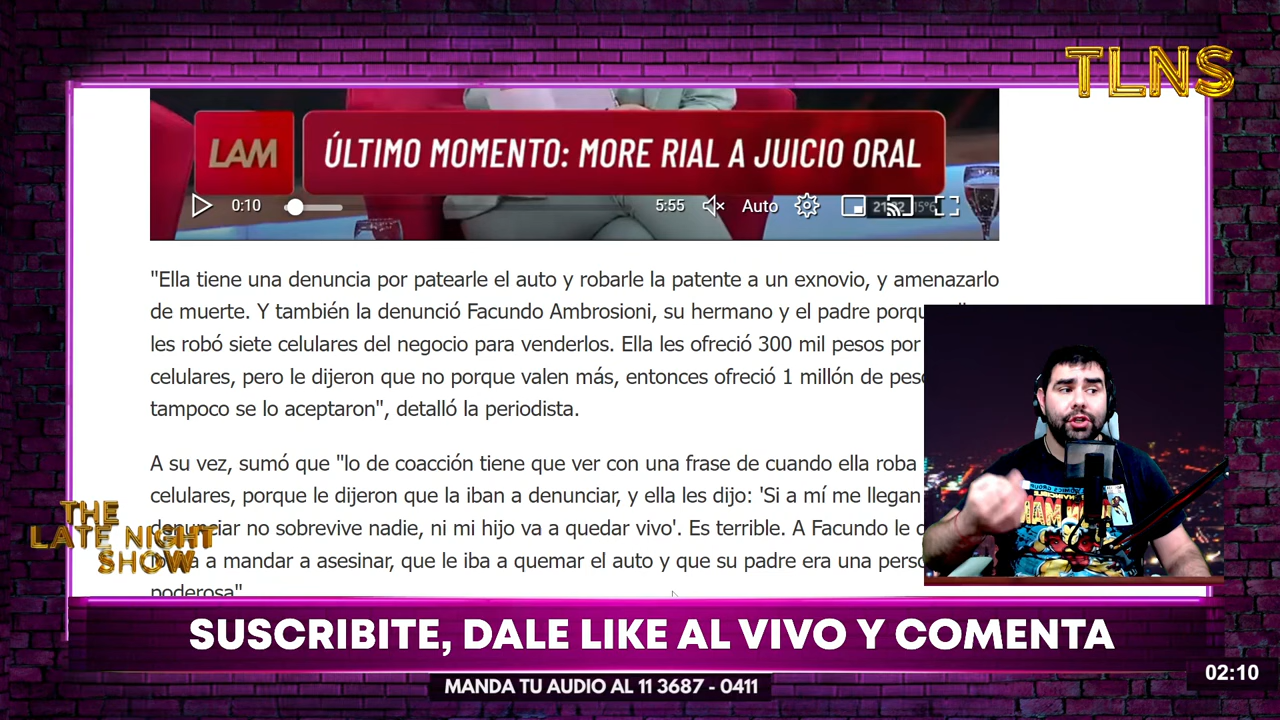 TLNS
LAM
ÚLTIMO MOMENTO: MORE RIAL A JUICIO ORAL
0:10
5:55
Auto
"Ella tiene una denuncia por patearle el auto y robarle la patente a un exnovio, y amenazarlo
de muerte. Y también la denunció Facundo Ambrosioni, su hermano y el padre
les robó siete celulares del negocio para venderlos. Ella les ofreció 300 mil pesos por
celulares, pero le dijeron que no porque valen más, entonces ofreció 1 millón de
tampoco se lo aceptaron", detalló la periodista.
A su vez, sumó que "lo de coacción tiene que ver con una frase de cuando ella roba
celulares, porque le dijeron que la iban a denunciar, y ella les dijo: 'Si a mí me llegan
denunciar no sobrevive nadie, ni mi hijo va a quedar vivo'. Es terrible. A Facundo le
a mandar a asesinar, que le iba a quemar el auto y que su padre era una
poderosa"
THE
LATE NIGHT
SHOW
SUSCRIBITE, DALE LIKE AL VIVO Y COMENTA
MANDA TU AUDIO AL 11 3687 - 0411
02:10